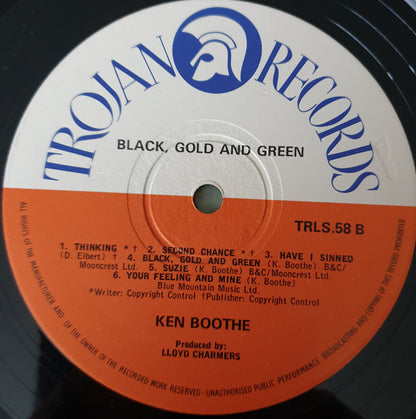 TROJAN RECORDS
BLACK, GOLD AND GREEN
TRLS.58 B
1. THINKING * † 2. SECOND CHANCE * † 3. HAVE I SINNED
(D. Elbert) † 4. BLACK, GOLD AND GREEN (K. Boothe) B&C/
Mooncrest Ltd. 5. SUZIE (K. Boothe) B&C/Mooncrest Ltd.
6. YOUR FEELING AND MINE (K. Boothe)
Blue Mountain Music Ltd.
*Writer: Copyright Control †Publisher: Copyright Control
KEN BOOTHE
Produced by:
LLOYD CHARMERS
ALL RIGHTS OF THE MANUFACTURER AND OF THE OWNER OF THE RECORDED WORK RESERVED - UNAUTHORISED PUBLIC PERFORMANCE BROADCASTING AND COPYING OF THIS RECORD PROHIBITED